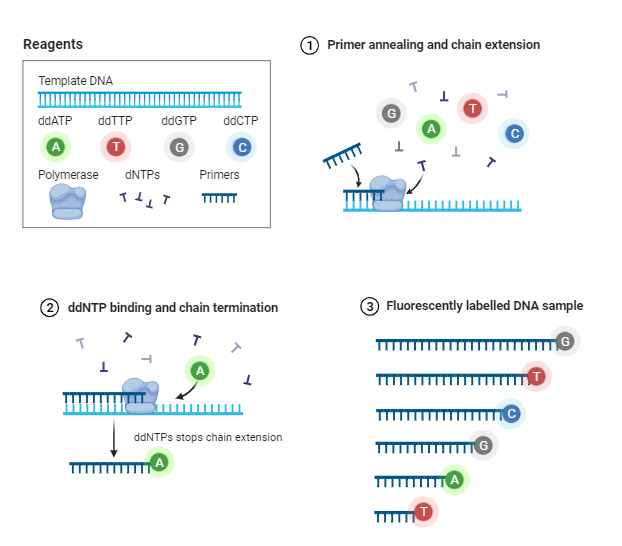 Reagents
Template DNA
ddATP ddTTP ddGTP ddCTP
A T G C
Polymerase dNTPs Primers
1 Primer annealing and chain extension
G A T C
2 ddNTP binding and chain termination
A
ddNTPs stops chain extension
A
3 Fluorescently labelled DNA sample
G
T
C
G
A
T